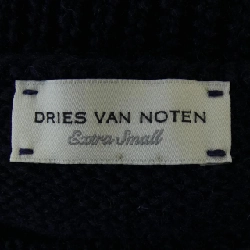 DRIES VAN NOTEN
Extra Small